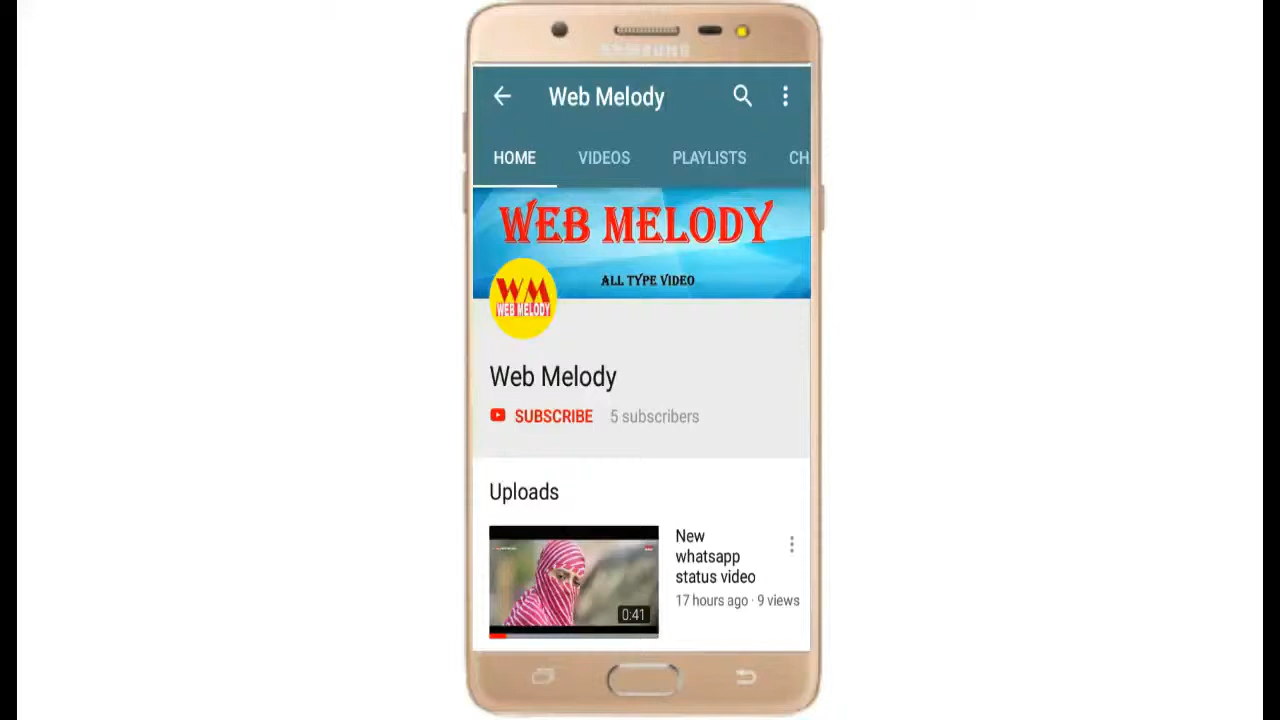 SAMSUNG
Web Melody
HOME VIDEOS PLAYLISTS CH
WEB MELODY
ALL TYPE VIDEO
WM
WEB MELODY
Web Melody
SUBSCRIBE 5 subscribers
Uploads
New
whatsapp
status video
17 hours ago · 9 views
0:41